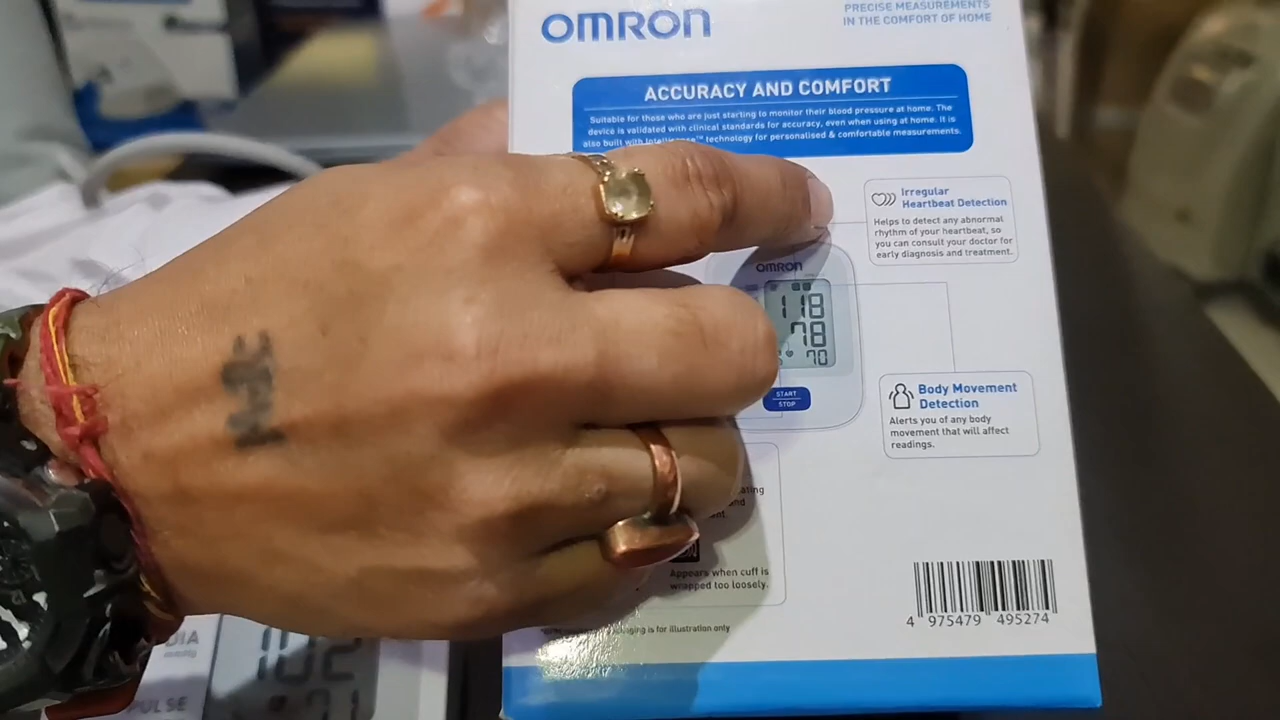 OMRON
PRECISE MEASUREMENTS
IN THE COMFORT OF HOME
ACCURACY AND COMFORT
Suitable for those who are just starting to monitor their blood pressure at home. The
device is validated with clinical standards for accuracy, even when using at home. It is
also built with Intellisense™ technology for personalised & comfortable measurements.
Irregular
Heartbeat Detection
Helps to detect any abnormal
rhythm of your heartbeat, so
you can consult your doctor for
early diagnosis and treatment.
OMRON
118
78
70
START
STOP
Body Movement
Detection
Alerts you of any body
movement that will affect
readings.
Appears when cuff is
wrapped too loosely.
is for illustration only
4 975479 495274
DIA
mmHg
102
PULSE